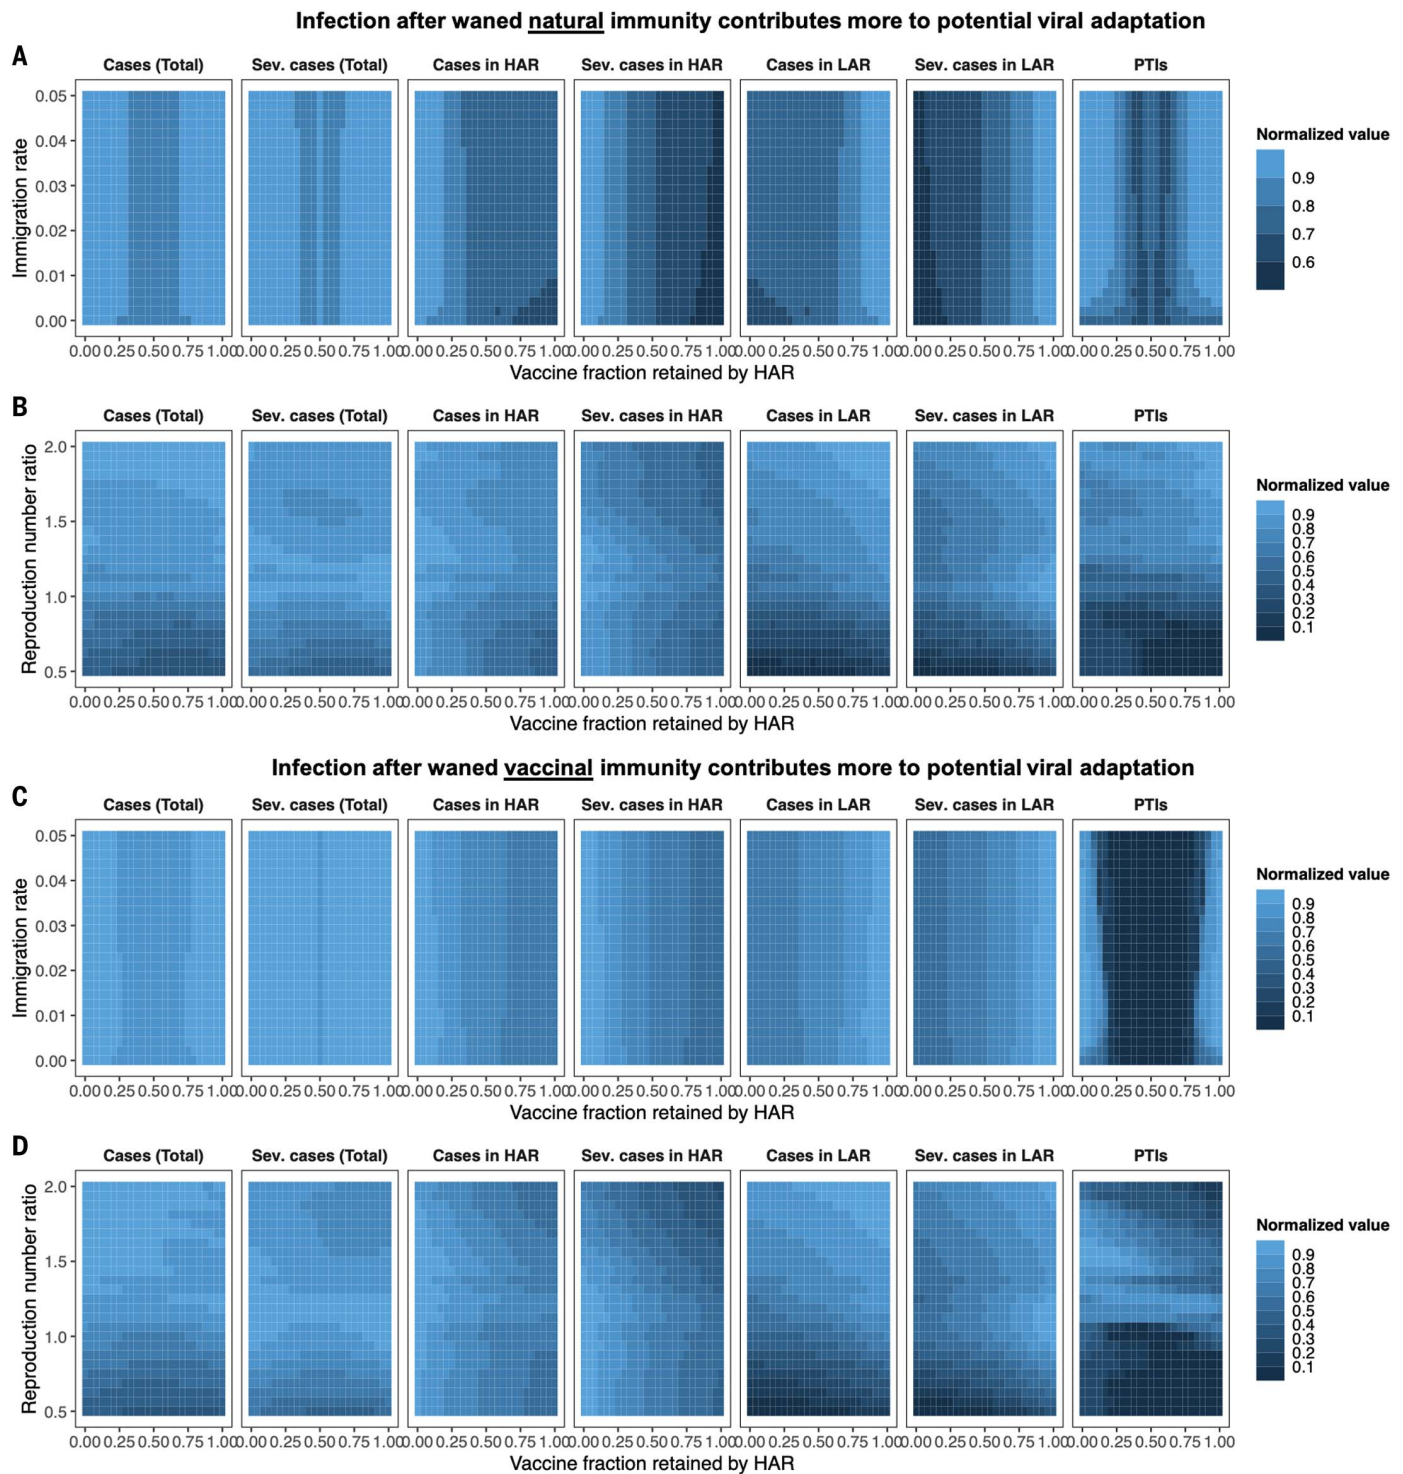 Infection after waned natural immunity contributes more to potential viral adaptation
A
Cases (Total) Sev. cases (Total) Cases in HAR Sev. cases in HAR Cases in LAR Sev. cases in LAR PTIs
Immigration rate
0.05
0.04
0.03
0.02
0.01
0.00
0.00 0.25 0.50 0.75 1.00 0.00 0.25 0.50 0.75 1.00 0.00 0.25 0.50 0.75 1.00 0.00 0.25 0.50 0.75 1.00 0.00 0.25 0.50 0.75 1.00 0.00 0.25 0.50 0.75 1.00 0.00 0.25 0.50 0.75 1.00
Vaccine fraction retained by HAR
Normalized value
0.9
0.8
0.7
0.6
B
Cases (Total) Sev. cases (Total) Cases in HAR Sev. cases in HAR Cases in LAR Sev. cases in LAR PTIs
Reproduction number ratio
2.0
1.5
1.0
0.5
0.00 0.25 0.50 0.75 1.00 0.00 0.25 0.50 0.75 1.00 0.00 0.25 0.50 0.75 1.00 0.00 0.25 0.50 0.75 1.00 0.00 0.25 0.50 0.75 1.00 0.00 0.25 0.50 0.75 1.00 0.00 0.25 0.50 0.75 1.00
Vaccine fraction retained by HAR
Normalized value
0.9
0.8
0.7
0.6
0.5
0.4
0.3
0.2
0.1
Infection after waned vaccinal immunity contributes more to potential viral adaptation
C
Cases (Total) Sev. cases (Total) Cases in HAR Sev. cases in HAR Cases in LAR Sev. cases in LAR PTIs
Immigration rate
0.05
0.04
0.03
0.02
0.01
0.00
0.00 0.25 0.50 0.75 1.00 0.00 0.25 0.50 0.75 1.00 0.00 0.25 0.50 0.75 1.00 0.00 0.25 0.50 0.75 1.00 0.00 0.25 0.50 0.75 1.00 0.00 0.25 0.50 0.75 1.00 0.00 0.25 0.50 0.75 1.00
Vaccine fraction retained by HAR
Normalized value
0.9
0.8
0.7
0.6
0.5
0.4
0.3
0.2
0.1
D
Cases (Total) Sev. cases (Total) Cases in HAR Sev. cases in HAR Cases in LAR Sev. cases in LAR PTIs
Reproduction number ratio
2.0
1.5
1.0
0.5
0.00 0.25 0.50 0.75 1.00 0.00 0.25 0.50 0.75 1.00 0.00 0.25 0.50 0.75 1.00 0.00 0.25 0.50 0.75 1.00 0.00 0.25 0.50 0.75 1.00 0.00 0.25 0.50 0.75 1.00 0.00 0.25 0.50 0.75 1.00
Vaccine fraction retained by HAR
Normalized value
0.9
0.8
0.7
0.6
0.5
0.4
0.3
0.2
0.1